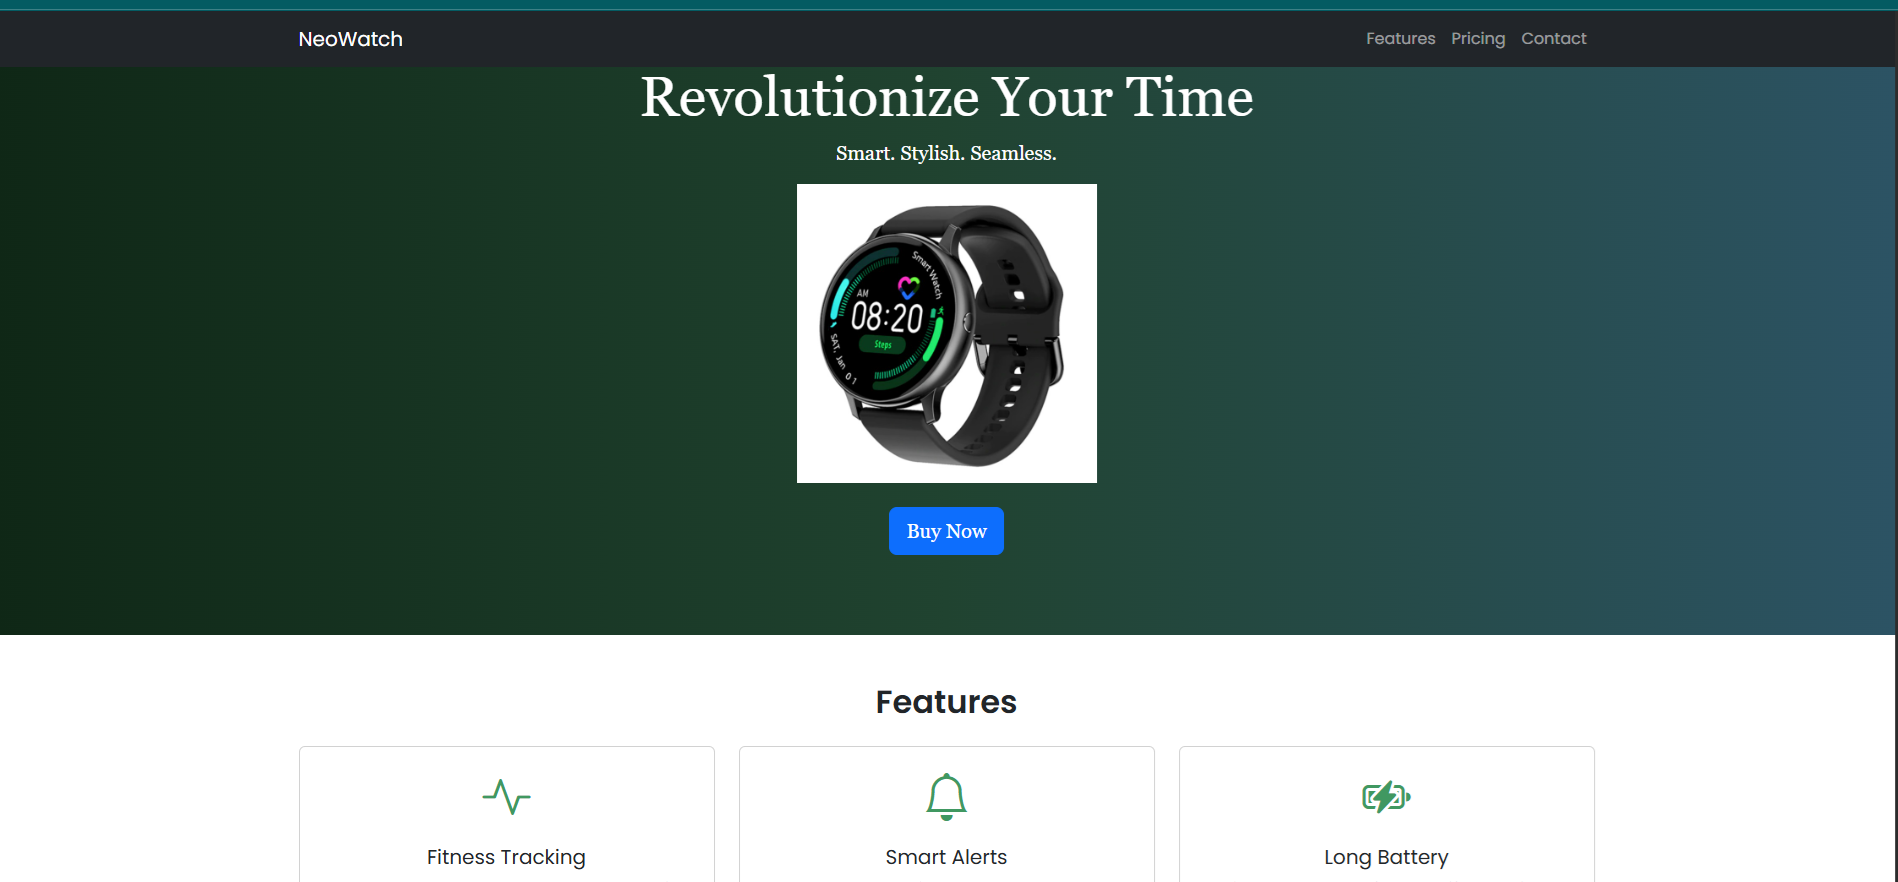 NeoWatch
Features Pricing Contact
Revolutionize Your Time
Smart. Stylish. Seamless.
Smart Watch
AM
08:20
Steps
SAT, Jan 01
Buy Now
Features
Fitness Tracking
Smart Alerts
Long Battery